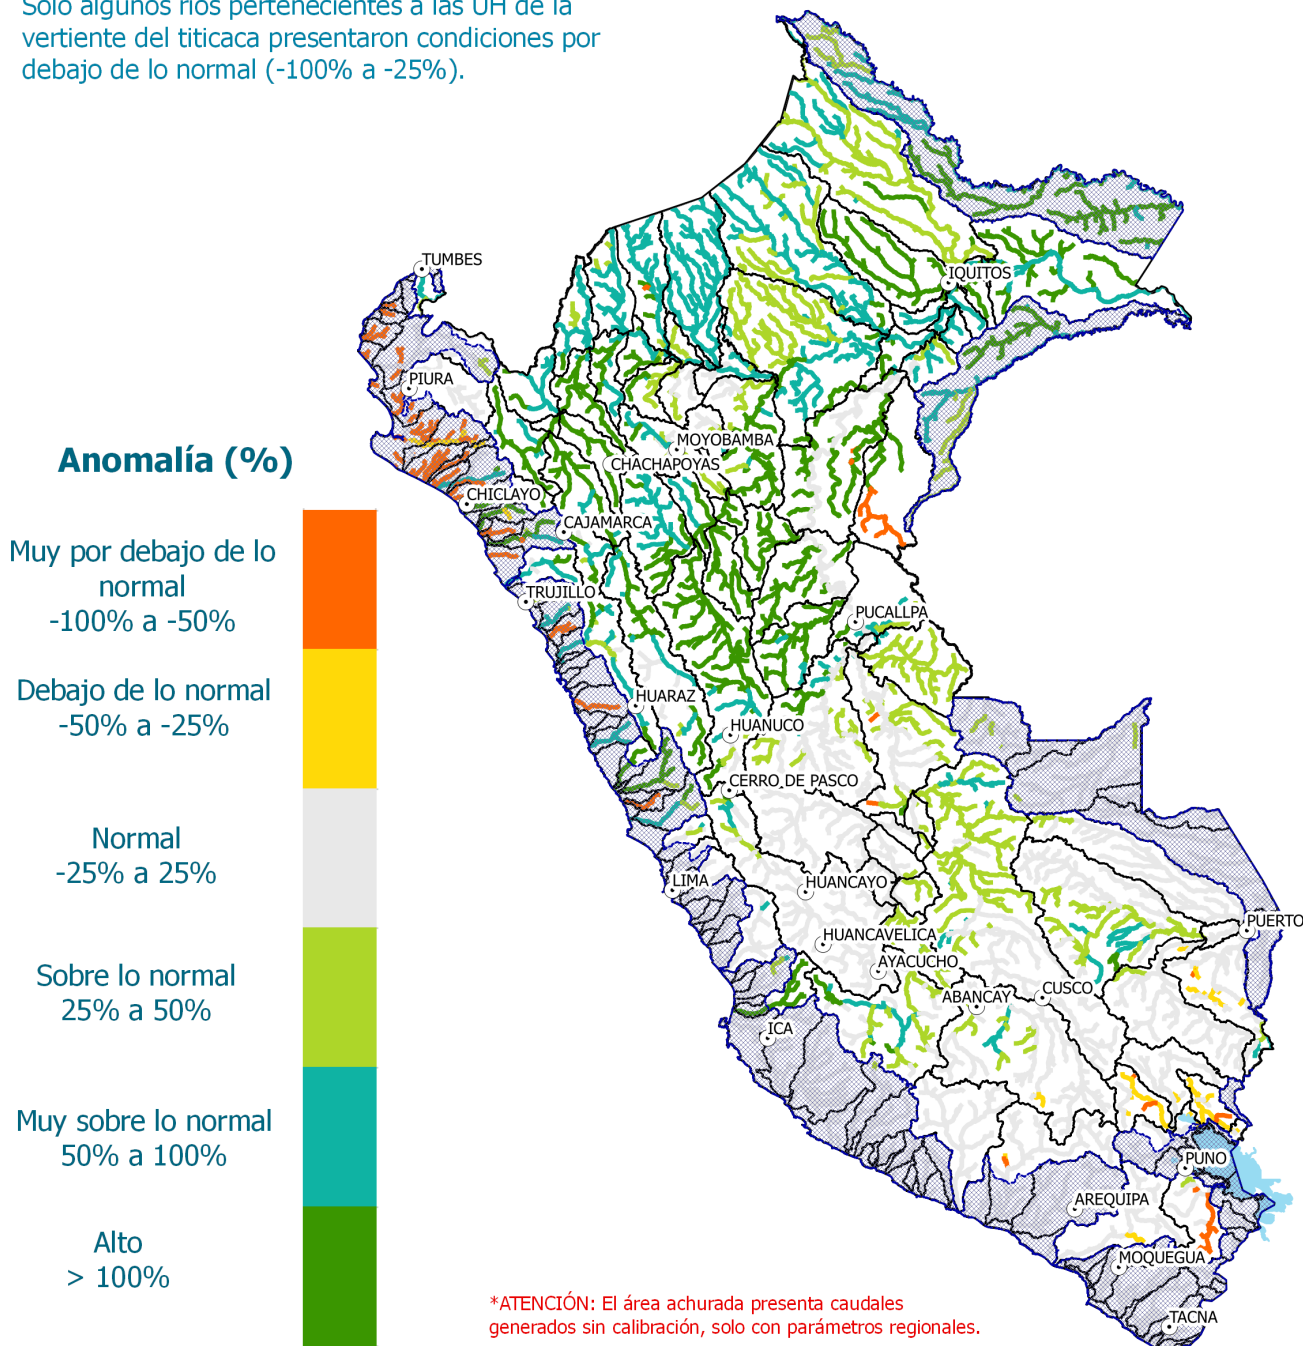 Solo algunos ríos pertenecientes a las UH de la
vertiente del titicaca presentaron condiciones por
debajo de lo normal (-100% a -25%).
TUMBES
IQUITOS
PIURA
MOYOBAMBA
CHACHAPOYAS
Anomalía (%)
CHICLAYO
CAJAMARCA
Muy por debajo de lo
normal
-100% a -50%
TRUJILLO
PUCALLPA
Debajo de lo normal
-50% a -25%
HUARAZ
HUANUCO
CERRO DE PASCO
Normal
-25% a 25%
LIMA
HUANCAYO
PUERTO
HUANCAVELICA
AYACUCHO
Sobre lo normal
25% a 50%
CUSCO
ABANCAY
ICA
Muy sobre lo normal
50% a 100%
PUNO
AREQUIPA
Alto
> 100%
MOQUEGUA
*ATENCIÓN: El área achurada presenta caudales
generados sin calibración, solo con parámetros regionales.
TACNA